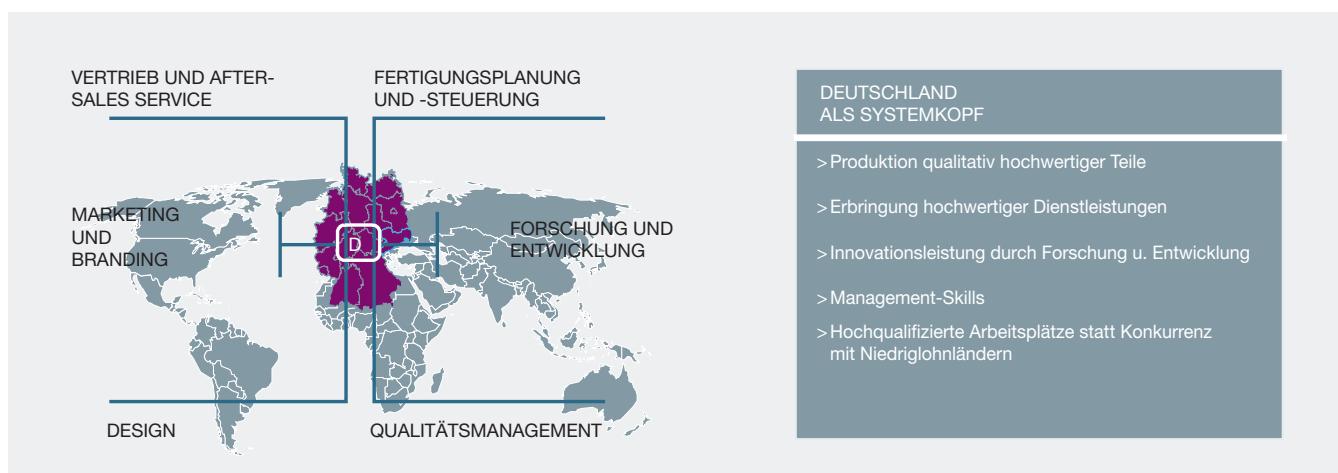 VERTRIEB UND AFTER-
SALES SERVICE
FERTIGUNGSPLANUNG
UND -STEUERUNG
MARKETING
UND
BRANDING
D
FORSCHUNG UND
ENTWICKLUNG
DESIGN
QUALITÄTSMANAGEMENT
DEUTSCHLAND
ALS SYSTEMKOPF
>Produktion qualitativ hochwertiger Teile
>Erbringung hochwertiger Dienstleistungen
>Innovationsleistung durch Forschung u. Entwicklung
>Management-Skills
>Hochqualifizierte Arbeitsplätze statt Konkurrenz
mit Niedriglohnländern